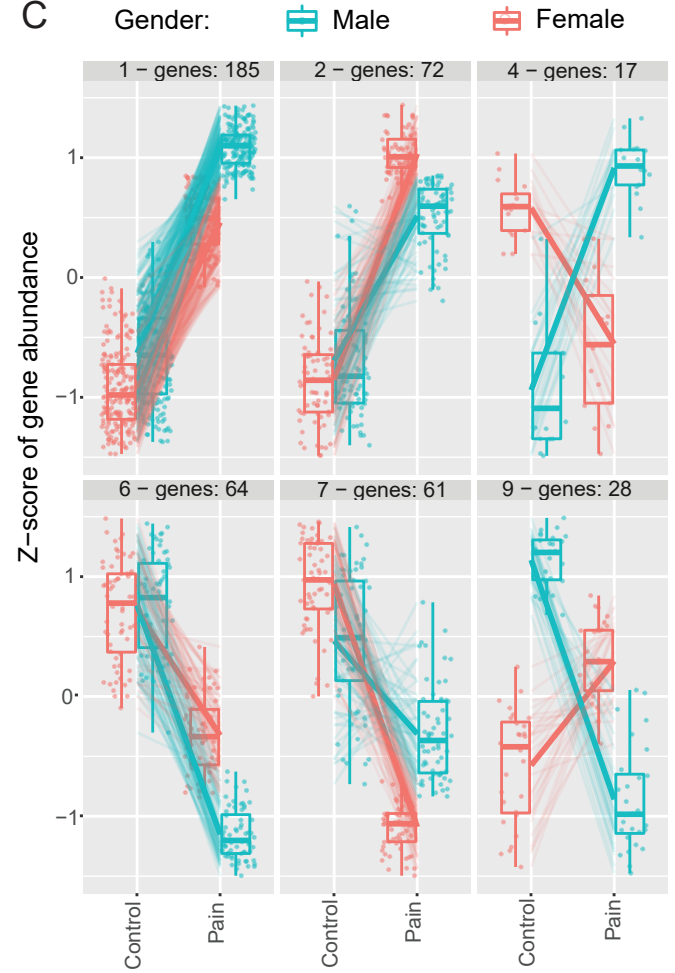 C
Gender: Male Female
1 − genes: 185 2 − genes: 72 4 − genes: 17
1
0
−1
6 − genes: 64 7 − genes: 61 9 − genes: 28
1
0
−1
Z−score of gene abundance
Control Pain Control Pain Control Pain